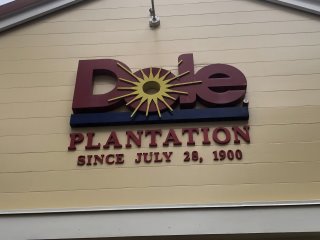 Dole
PLANTATION
SINCE JULY 28, 1900